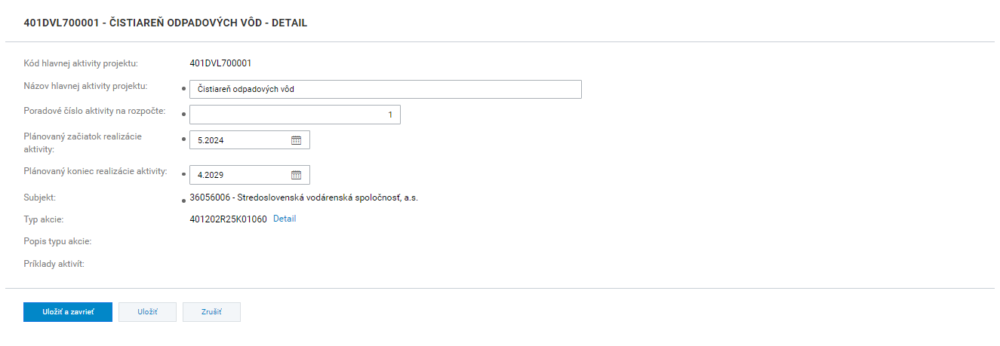 401DVL700001 - ČISTIAREŇ ODPADOVÝCH VÔD - DETAIL
Kód hlavnej aktivity projektu: 401DVL700001
Názov hlavnej aktivity projektu: Čistiareň odpadových vôd
Poradové číslo aktivity na rozpočte: 1
Plánovaný začiatok realizácie
aktivity: 5.2024
Plánovaný koniec realizácie aktivity: 4.2029
Subjekt: 36056006 - Stredoslovenská vodárenská spoločnosť, a.s.
Typ akcie: 401202R25K01060 Detail
Popis typu akcie:
Príklady aktivít:
Uložiť a zavrieť Uložiť Zrušiť